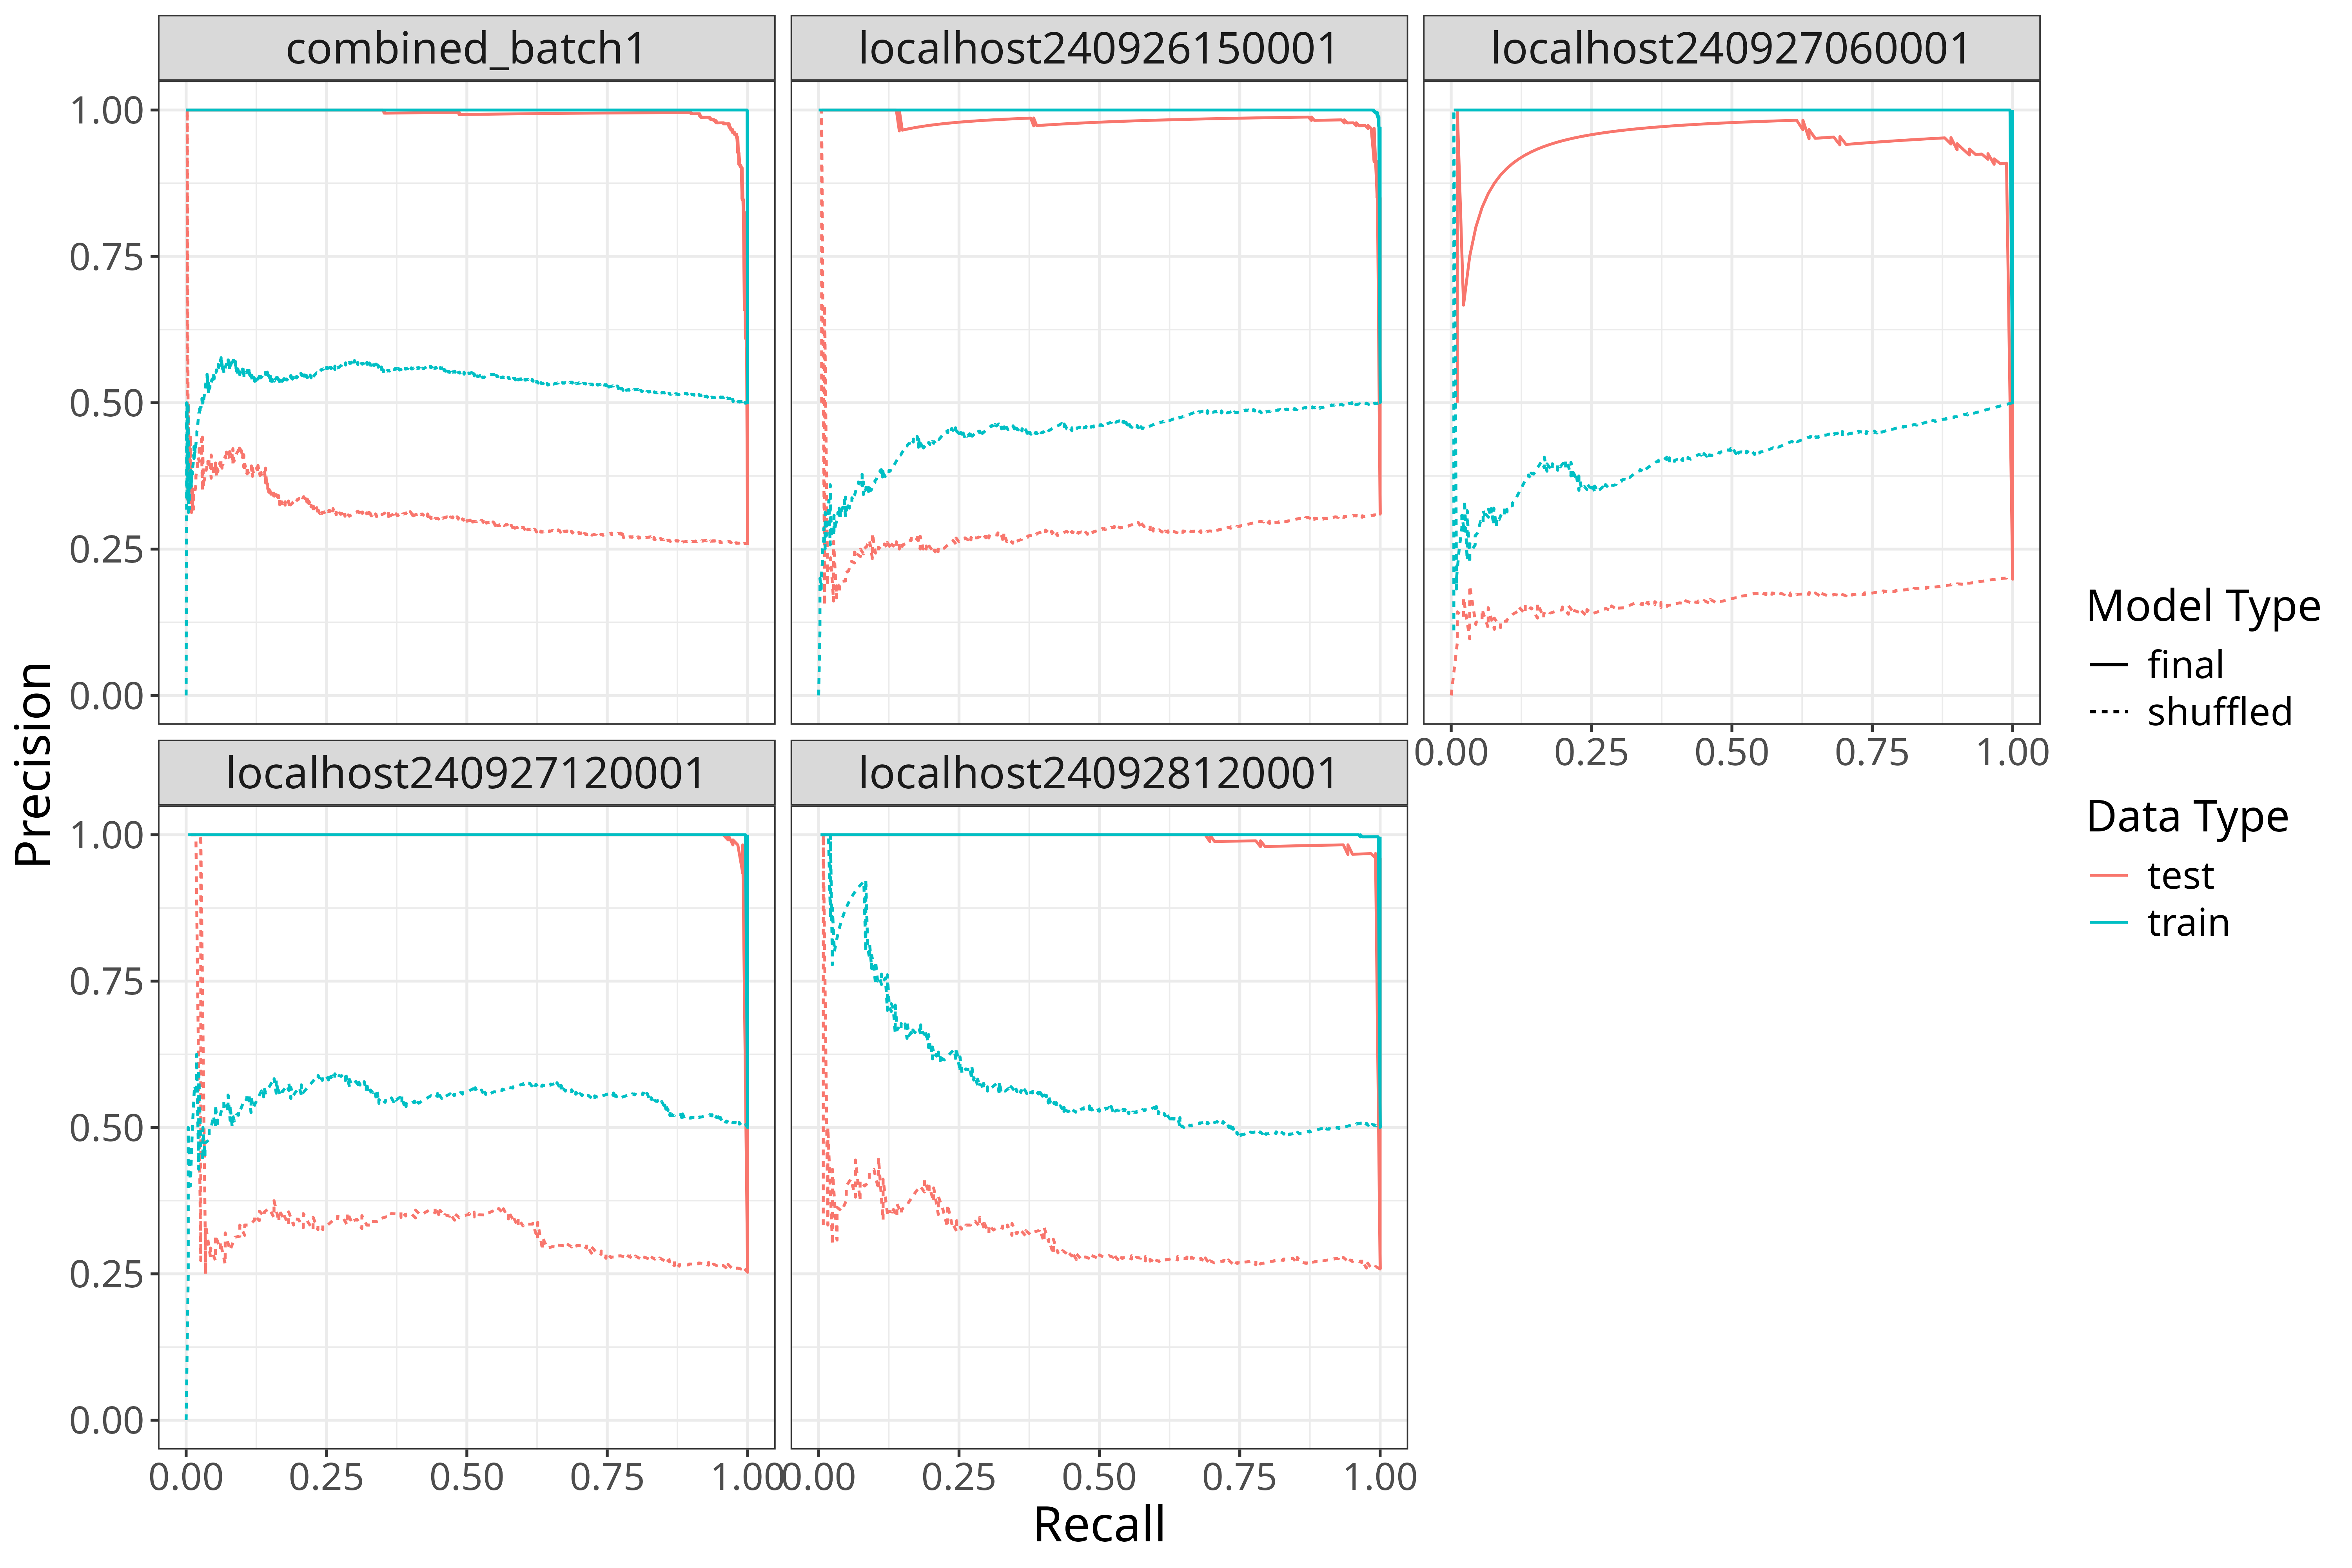 combined_batch1
localhost240926150001
localhost240927060001
1.00
0.75
0.50
0.25
0.00
0.00 0.25 0.50 0.75 1.00
localhost240927120001
localhost240928120001
1.00
0.75
0.50
0.25
0.00
0.00 0.25 0.50 0.75 1.00
0.00 0.25 0.50 0.75 1.00
Precision
Recall
Model Type
final
shuffled
Data Type
test
train